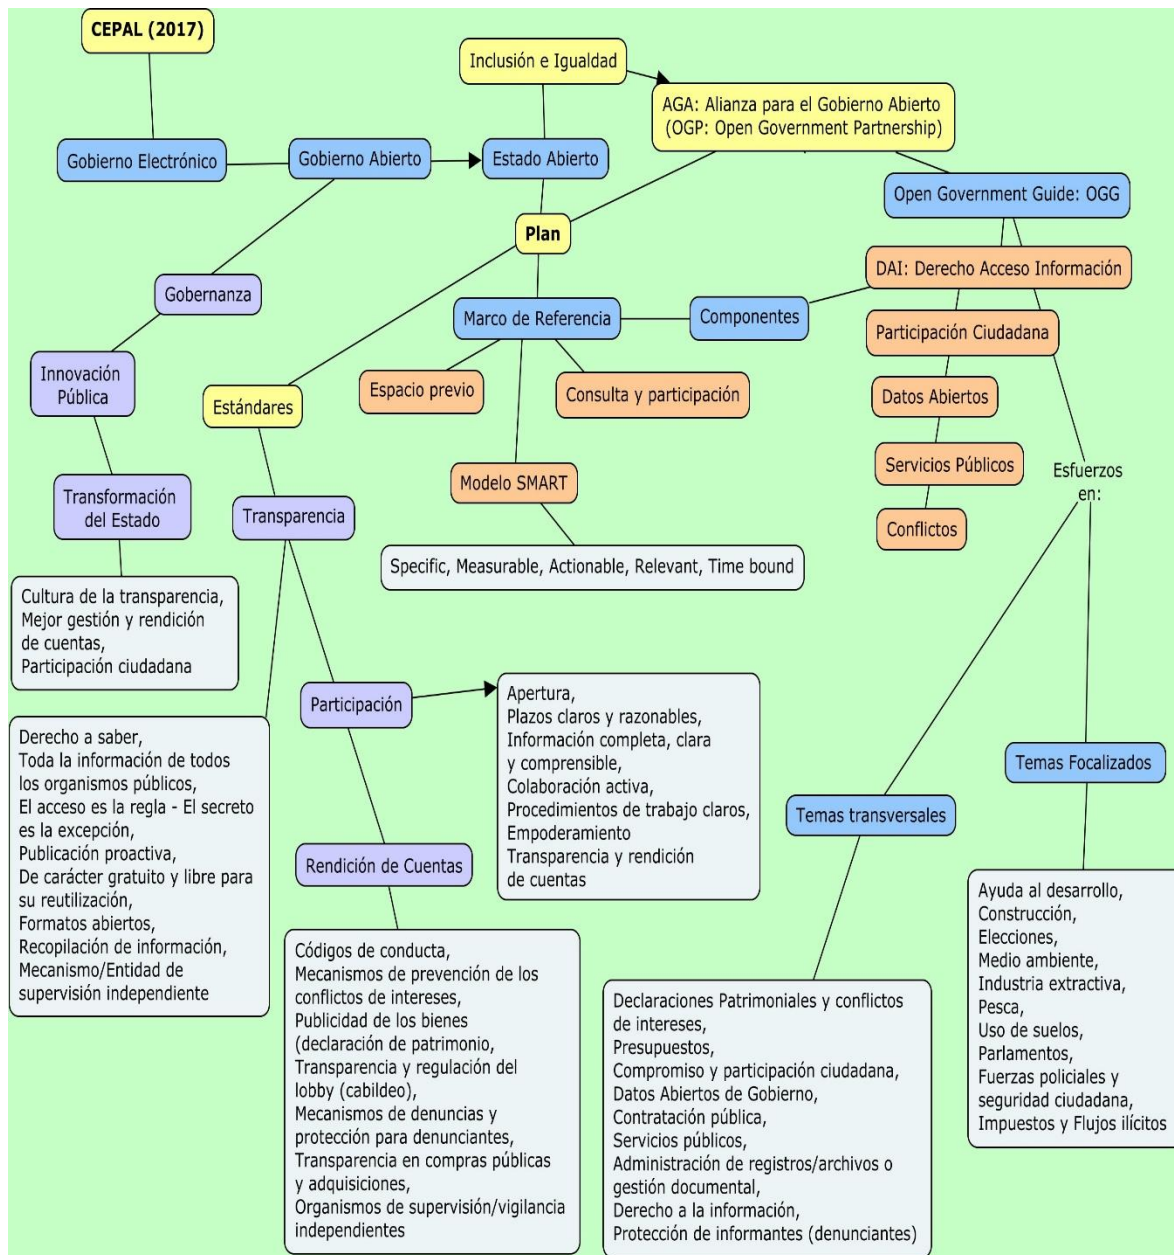 CEPAL (2017)
Inclusión e Igualdad
AGA: Alianza para el Gobierno Abierto
(OGP: Open Government Partnership)
Gobierno Electrónico
Gobierno Abierto
Estado Abierto
Open Government Guide: OGG
Plan
DAI: Derecho Acceso Información
Gobernanza
Marco de Referencia
Componentes
Participación Ciudadana
Innovación
Pública
Espacio previo
Consulta y participación
Datos Abiertos
Estándares
Servicios Públicos
Esfuerzos
en:
Modelo SMART
Transformación
del Estado
Transparencia
Conflictos
Specific, Measurable, Actionable, Relevant, Time bound
Cultura de la transparencia,
Mejor gestión y rendición
de cuentas,
Participación ciudadana
Participación
Apertura,
Plazos claros y razonables,
Información completa, clara
y comprensible,
Colaboración activa,
Procedimientos de trabajo claros,
Empoderamiento
Transparencia y rendición
de cuentas
Derecho a saber,
Toda la información de todos
los organismos públicos,
El acceso es la regla - El secreto
es la excepción,
Publicación proactiva,
De carácter gratuito y libre para
su reutilización,
Formatos abiertos,
Recopilación de información,
Mecanismo/Entidad de
supervisión independiente
Temas Focalizados
Temas transversales
Rendición de Cuentas
Ayuda al desarrollo,
Construcción,
Elecciones,
Medio ambiente,
Industria extractiva,
Pesca,
Uso de suelos,
Parlamentos,
Fuerzas policiales y
seguridad ciudadana,
Impuestos y Flujos ilícitos
Códigos de conducta,
Mecanismos de prevención de los
conflictos de intereses,
Publicidad de los bienes
(declaración de patrimonio,
Transparencia y regulación del
lobby (cabildeo),
Mecanismos de denuncias y
protección para denunciantes,
Transparencia en compras públicas
y adquisiciones,
Organismos de supervisión/vigilancia
independientes
Declaraciones Patrimoniales y conflictos
de intereses,
Presupuestos,
Compromiso y participación ciudadana,
Datos Abiertos de Gobierno,
Contratación pública,
Servicios públicos,
Administración de registros/archivos o
gestión documental,
Derecho a la información,
Protección de informantes (denunciantes)